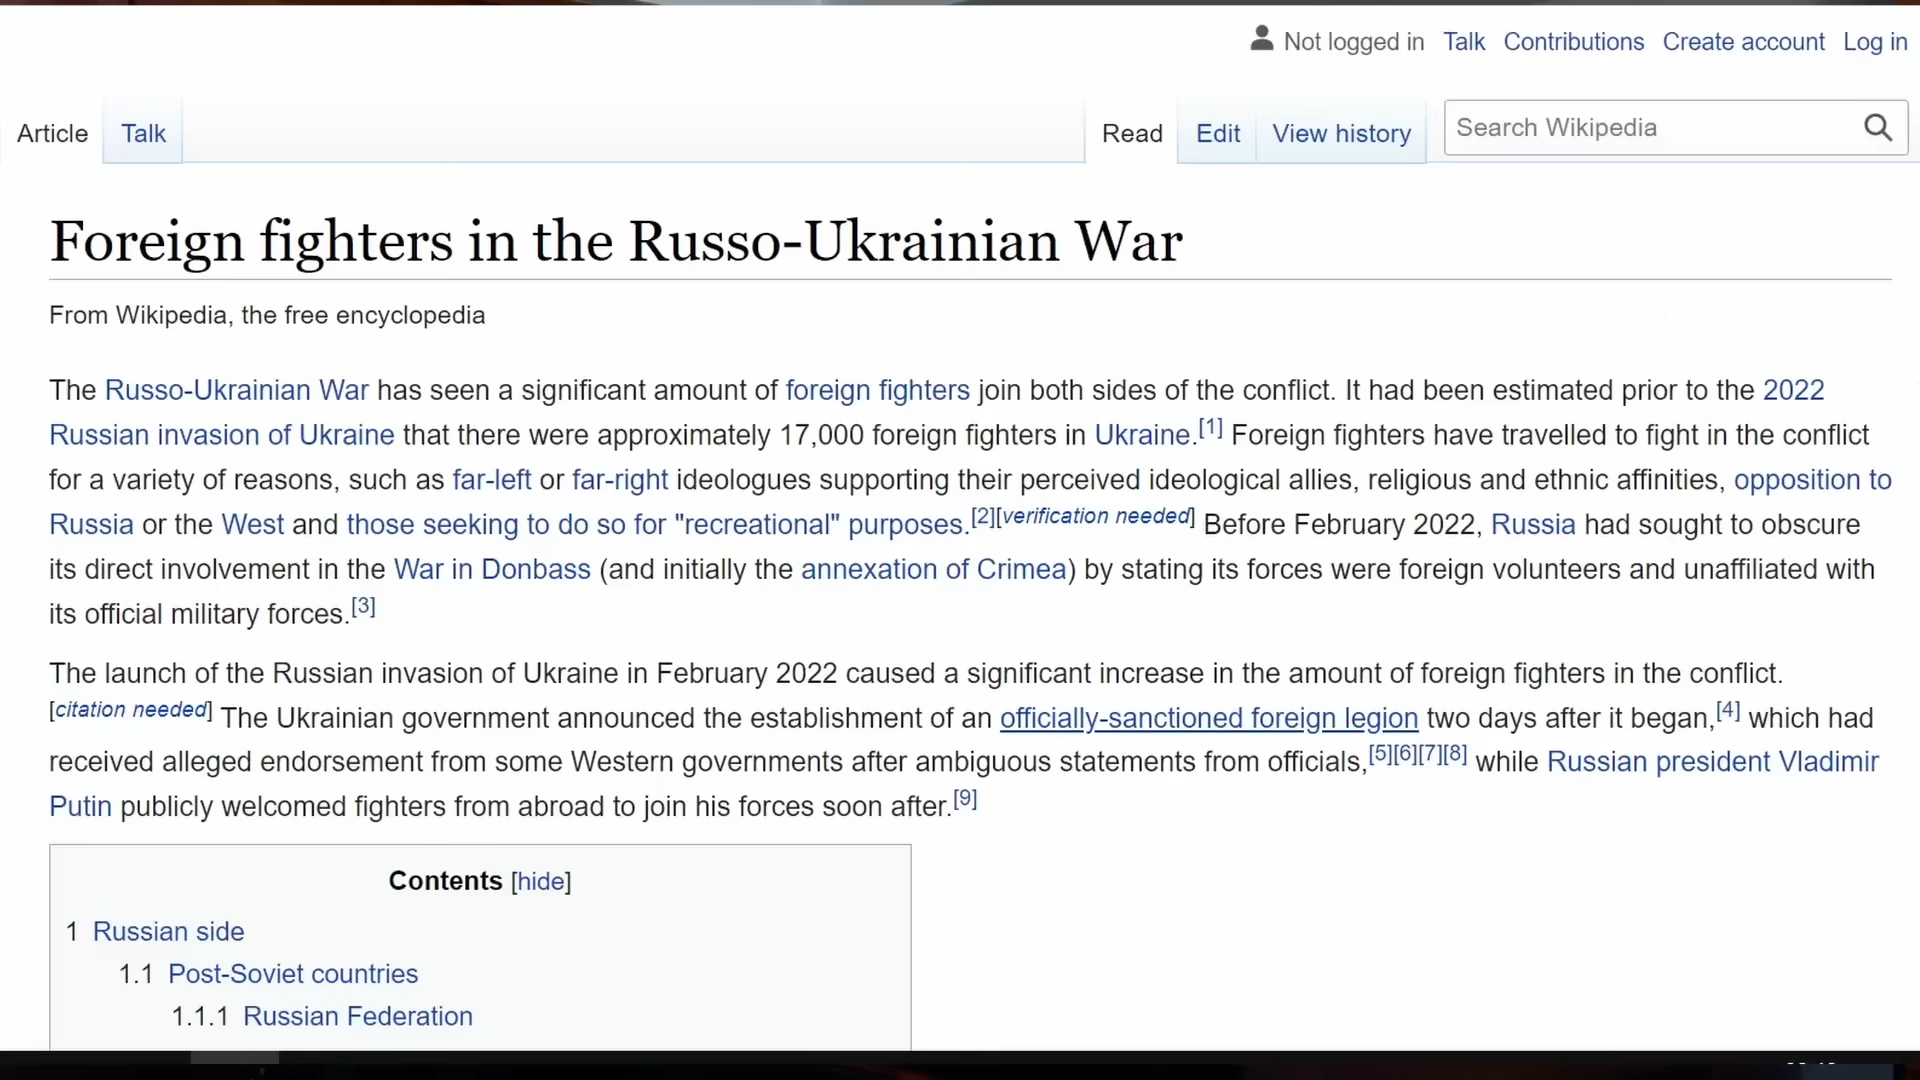 Not logged in Talk Contributions Create account Log in
Article Talk Read Edit View history Search Wikipedia
Foreign fighters in the Russo-Ukrainian War
From Wikipedia, the free encyclopedia
The Russo-Ukrainian War has seen a significant amount of foreign fighters join both sides of the conflict. It had been estimated prior to the 2022
Russian invasion of Ukraine that there were approximately 17,000 foreign fighters in Ukraine.[1] Foreign fighters have travelled to fight in the conflict
for a variety of reasons, such as far-left or far-right ideologues supporting their perceived ideological allies, religious and ethnic affinities, opposition to
Russia or the West and those seeking to do so for "recreational" purposes.[2][verification needed] Before February 2022, Russia had sought to obscure
its direct involvement in the War in Donbass (and initially the annexation of Crimea) by stating its forces were foreign volunteers and unaffiliated with
its official military forces.[3]
The launch of the Russian invasion of Ukraine in February 2022 caused a significant increase in the amount of foreign fighters in the conflict.
[citation needed] The Ukrainian government announced the establishment of an officially-sanctioned foreign legion two days after it began,[4] which had
received alleged endorsement from some Western governments after ambiguous statements from officials,[5][6][7][8] while Russian president Vladimir
Putin publicly welcomed fighters from abroad to join his forces soon after.[9]
Contents [hide]
1 Russian side
1.1 Post-Soviet countries
1.1.1 Russian Federation